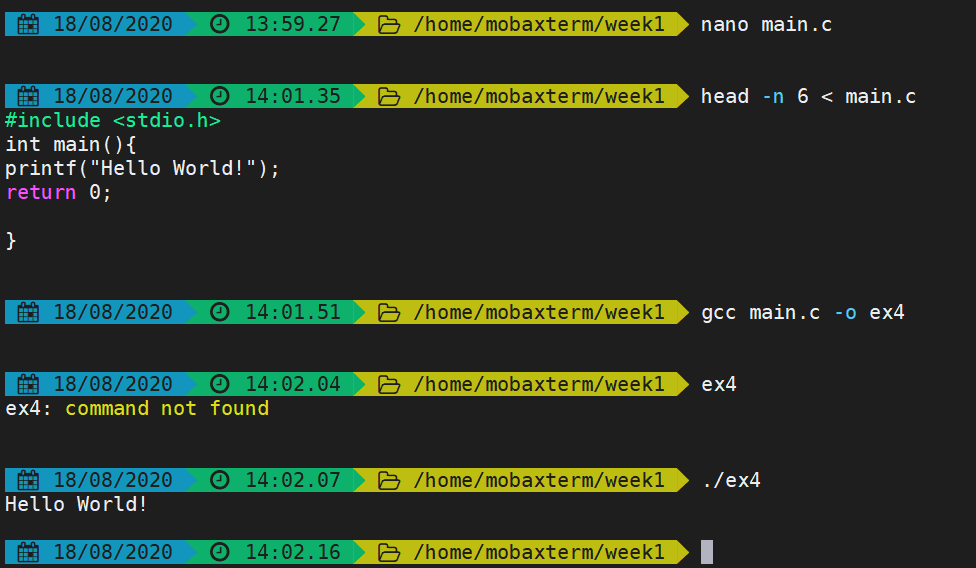 18/08/2020 13:59.27 /home/mobaxterm/week1 nano main.c
18/08/2020 14:01.35 /home/mobaxterm/week1 head -n 6 < main.c
#include <stdio.h>
int main(){
printf("Hello World!");
return 0;
}
18/08/2020 14:01.51 /home/mobaxterm/week1 gcc main.c -o ex4
18/08/2020 14:02.04 /home/mobaxterm/week1 ex4
ex4: command not found
18/08/2020 14:02.07 /home/mobaxterm/week1 ./ex4
Hello World!
18/08/2020 14:02.16 /home/mobaxterm/week1